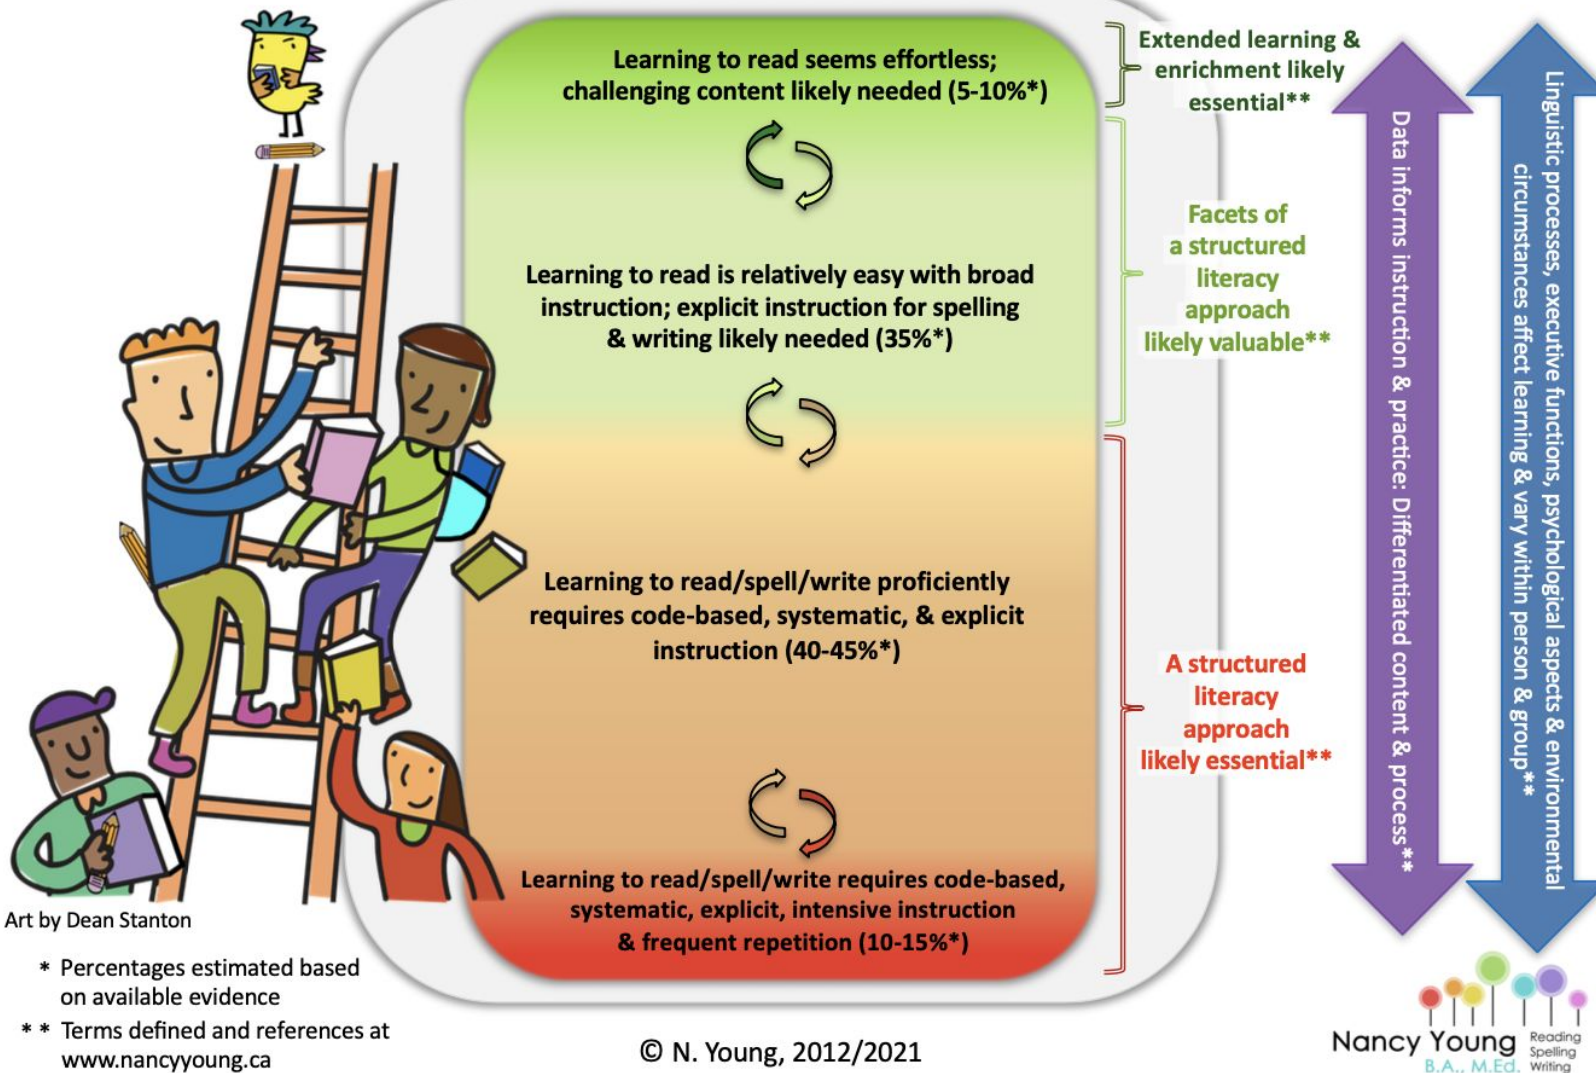 Learning to read seems effortless;
challenging content likely needed (5-10%*)
Learning to read is relatively easy with broad
instruction; explicit instruction for spelling
& writing likely needed (35%*)
Learning to read/spell/write proficiently
requires code-based, systematic, & explicit
instruction (40-45%*)
Learning to read/spell/write requires code-based,
systematic, explicit, intensive instruction
& frequent repetition (10-15%*)
Extended learning &
enrichment likely
essential**
Facets of
a structured
literacy
approach
likely valuable**
A structured
literacy
approach
likely essential**
Data informs instruction & practice: Differentiated content & process**
Linguistic processes, executive functions, psychological aspects & environmental
circumstances affect learning & vary within person & group**
Art by Dean Stanton
* Percentages estimated based
on available evidence
** Terms defined and references at
www.nancyyoung.ca
© N. Young, 2012/2021
Nancy Young
B.A., M.Ed.
Reading
Spelling
Writing